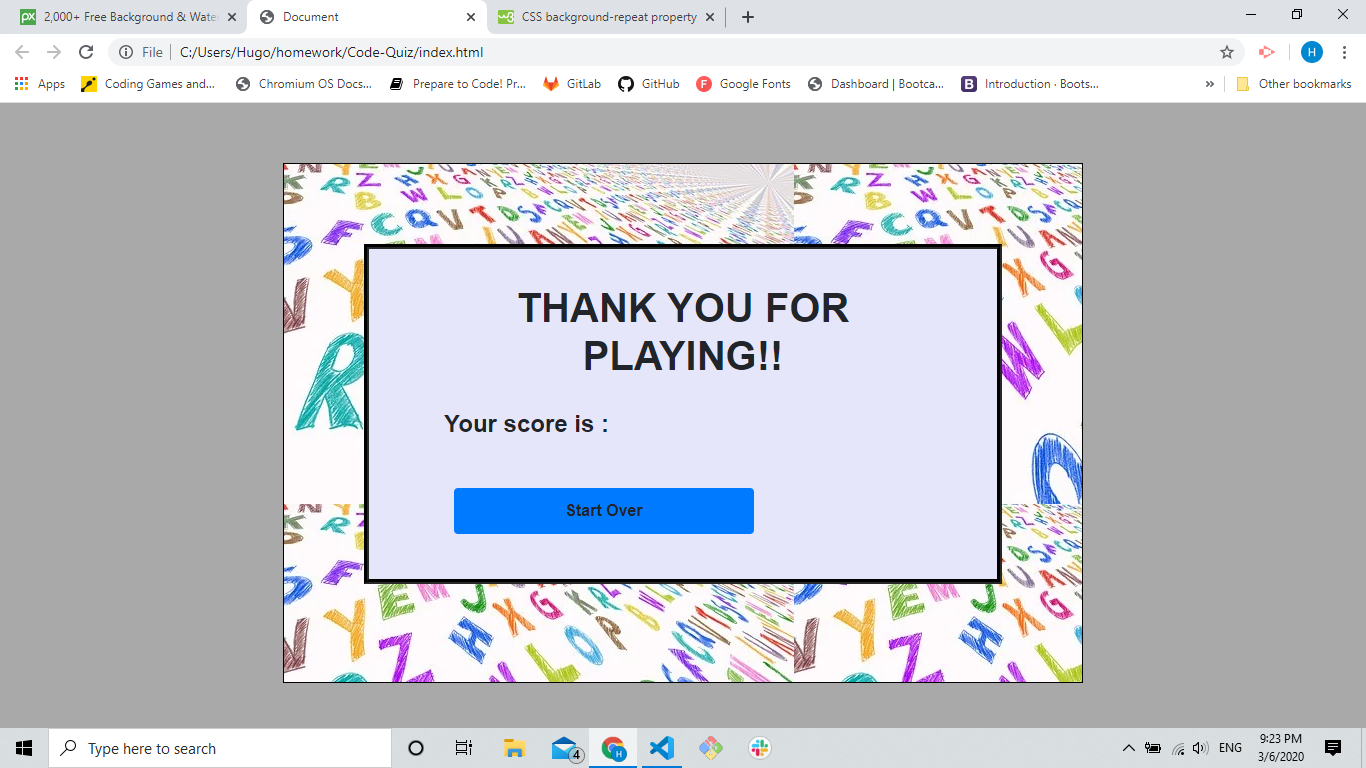 2,000+ Free Background & Wate
Document
CSS background-repeat property
File
C:/Users/Hugo/homework/Code-Quiz/index.html
H
Apps
Coding Games and...
Chromium OS Docs...
Prepare to Code! Pr...
GitLab
GitHub
Google Fonts
Dashboard | Bootca...
Introduction · Boots...
»
Other bookmarks
THANK YOU FOR
PLAYING!!
Your score is :
Start Over
Type here to search
4
H
ENG
9:23 PM
3/6/2020